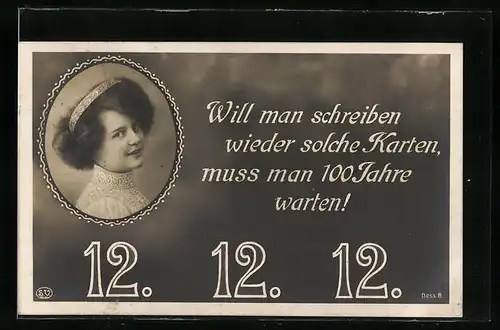 Will man schreiben
wieder solche Karten,
muss man 100 Jahre
warten!
12. 12. 12.
Dess. 8